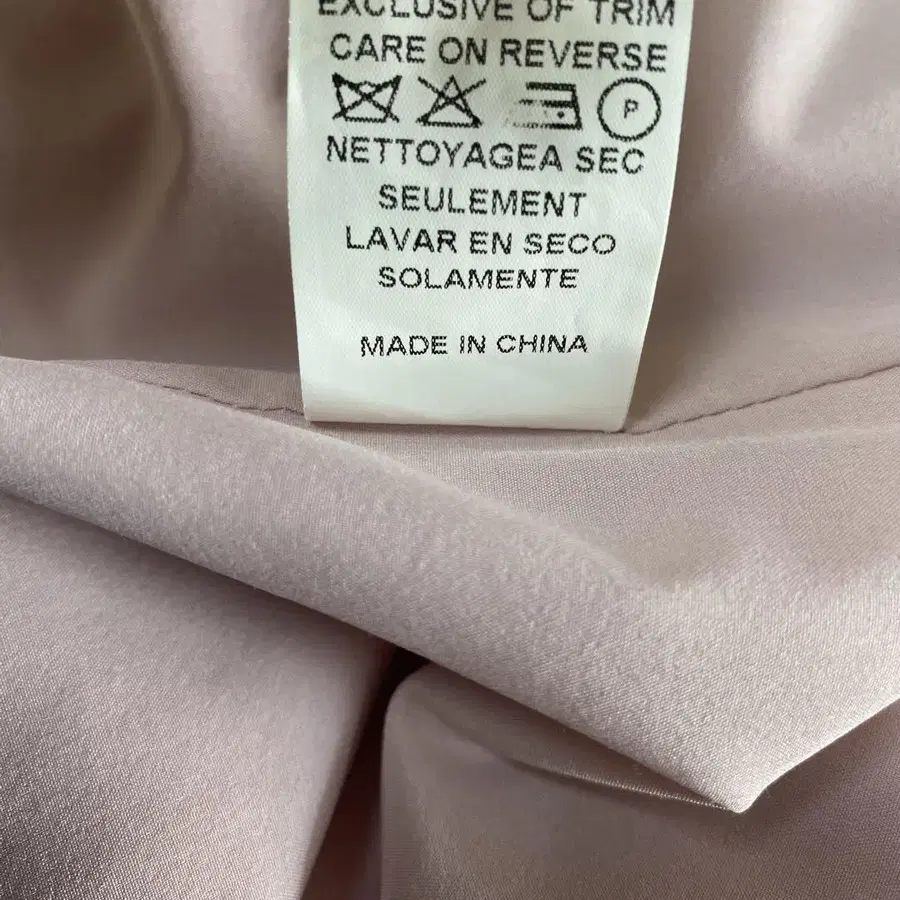 EXCLUSIVE OF TRIM
CARE ON REVERSE
P
NETTOYAGEA SEC
SEULEMENT
LAVAR EN SECO
SOLAMENTE
MADE IN CHINA